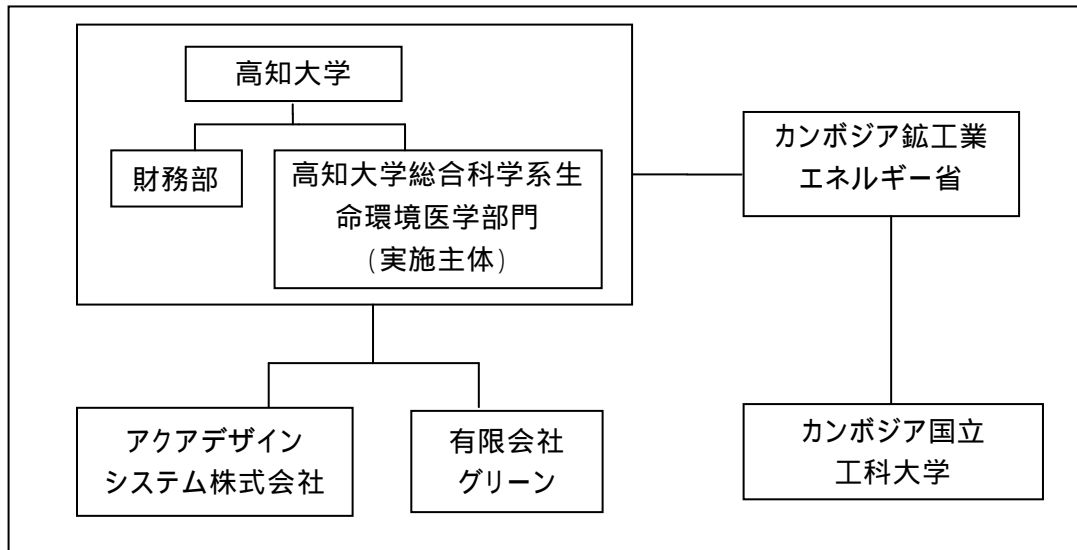 高知大学
財務部
高知大学総合科学系生
命環境医学部門
(実施主体)
カンボジア鉱工業
エネルギー省
アクアデザイン
システム株式会社
有限会社
グリーン
カンボジア国立
工科大学